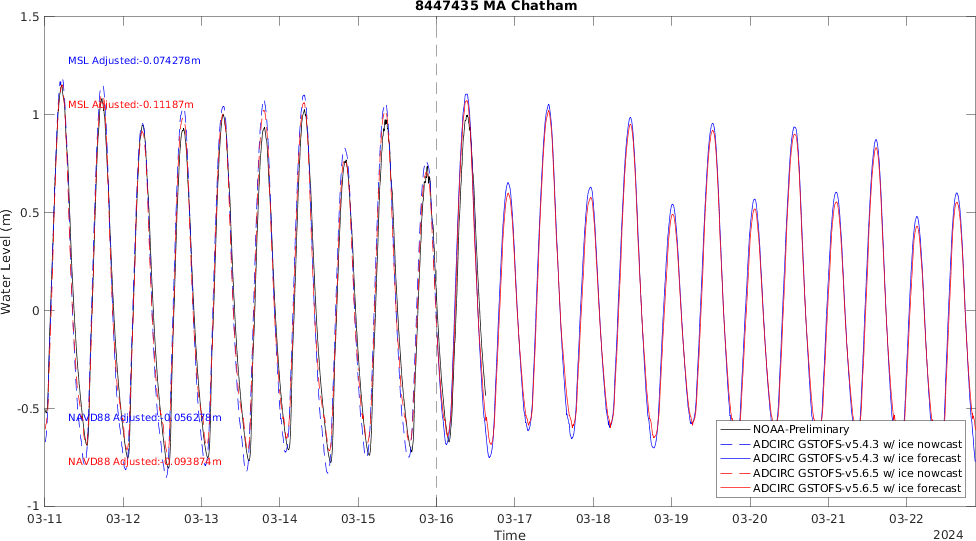 8447435 MA Chatham
1.5
1
0.5
0
-0.5
-1
Water Level (m)
MSL Adjusted:-0.074278m
MSL Adjusted:-0.11187m
NAVD88 Adjusted:-0.056278m
NAVD88 Adjusted:-0.093874m
NOAA-Preliminary
ADCIRC GSTOFS-v5.4.3 w/ ice nowcast
ADCIRC GSTOFS-v5.4.3 w/ ice forecast
ADCIRC GSTOFS-v5.6.5 w/ ice nowcast
ADCIRC GSTOFS-v5.6.5 w/ ice forecast
03-11 03-12 03-13 03-14 03-15 03-16 03-17 03-18 03-19 03-20 03-21 03-22
Time
2024